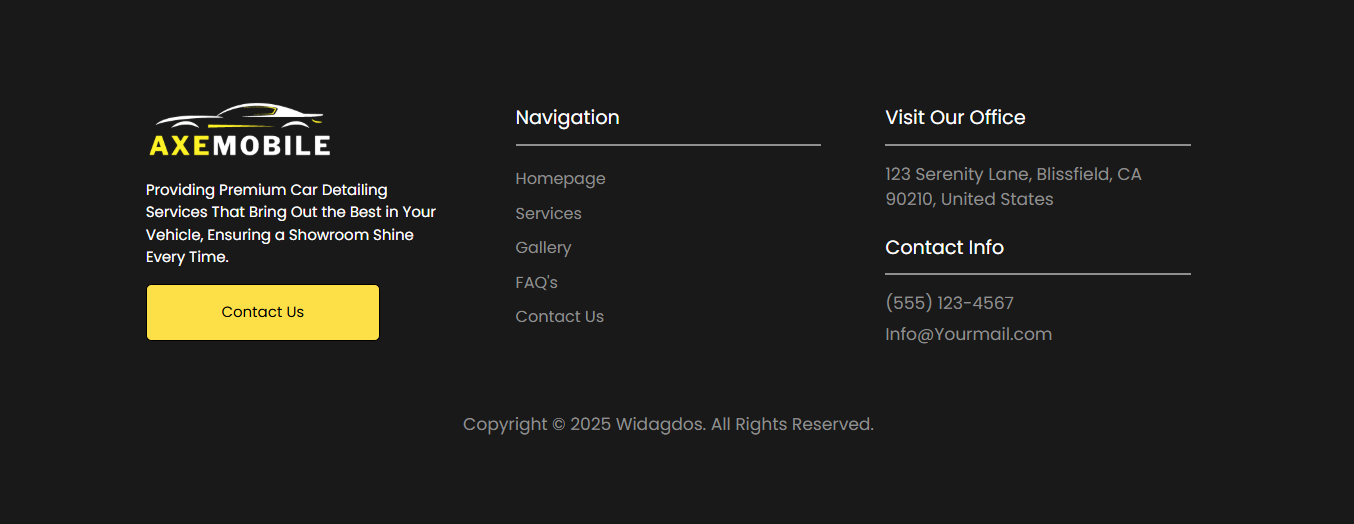 AXEMOBILE
Providing Premium Car Detailing
Services That Bring Out the Best in Your
Vehicle, Ensuring a Showroom Shine
Every Time.
Contact Us
Navigation
Homepage
Services
Gallery
FAQ's
Contact Us
Visit Our Office
123 Serenity Lane, Blissfield, CA
90210, United States
Contact Info
(555) 123-4567
Info@Yourmail.com
Copyright © 2025 Widagdos. All Rights Reserved.